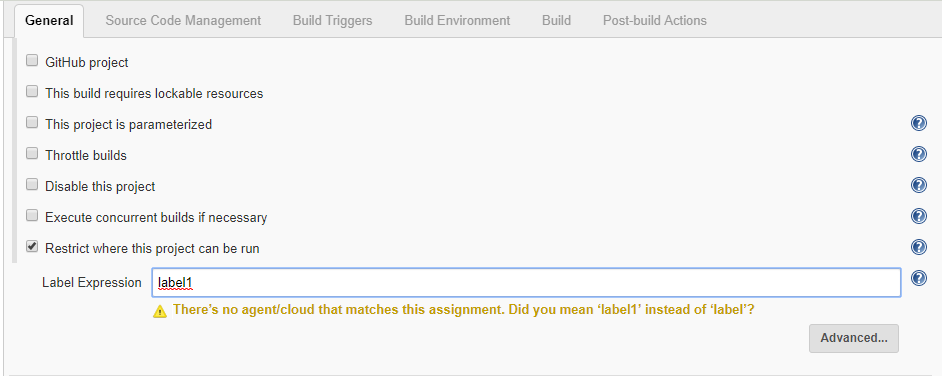 General Source Code Management Build Triggers Build Environment Build Post-build Actions
GitHub project
This build requires lockable resources
This project is parameterized ?
Throttle builds ?
Disable this project ?
Execute concurrent builds if necessary ?
Restrict where this project can be run ?
Label Expression label1 ?
There's no agent/cloud that matches this assignment. Did you mean ‘label1’ instead of ‘label’?
Advanced...